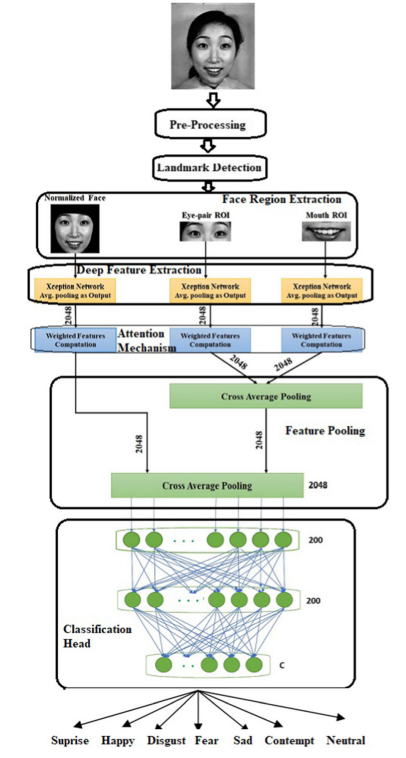 Pre-Processing
Landmark Detection
Face Region Extraction
Normalized Face
Eye-pair ROI
Mouth ROI
Deep Feature Extraction
Xception Network
Avg. pooling as Output
Xception Network
Avg. pooling as Output
Xception Network
Avg. pooling as Output
2048
2048
2048
Attention
Mechanism
Weighted Features
Computation
Weighted Features
Computation
Weighted Features
Computation
2048
2048
Cross Average Pooling
Feature Pooling
2048
2048
Cross Average Pooling
2048
200
200
Classification
Head
C
Suprise
Happy
Disgust
Fear
Sad
Contempt
Neutral